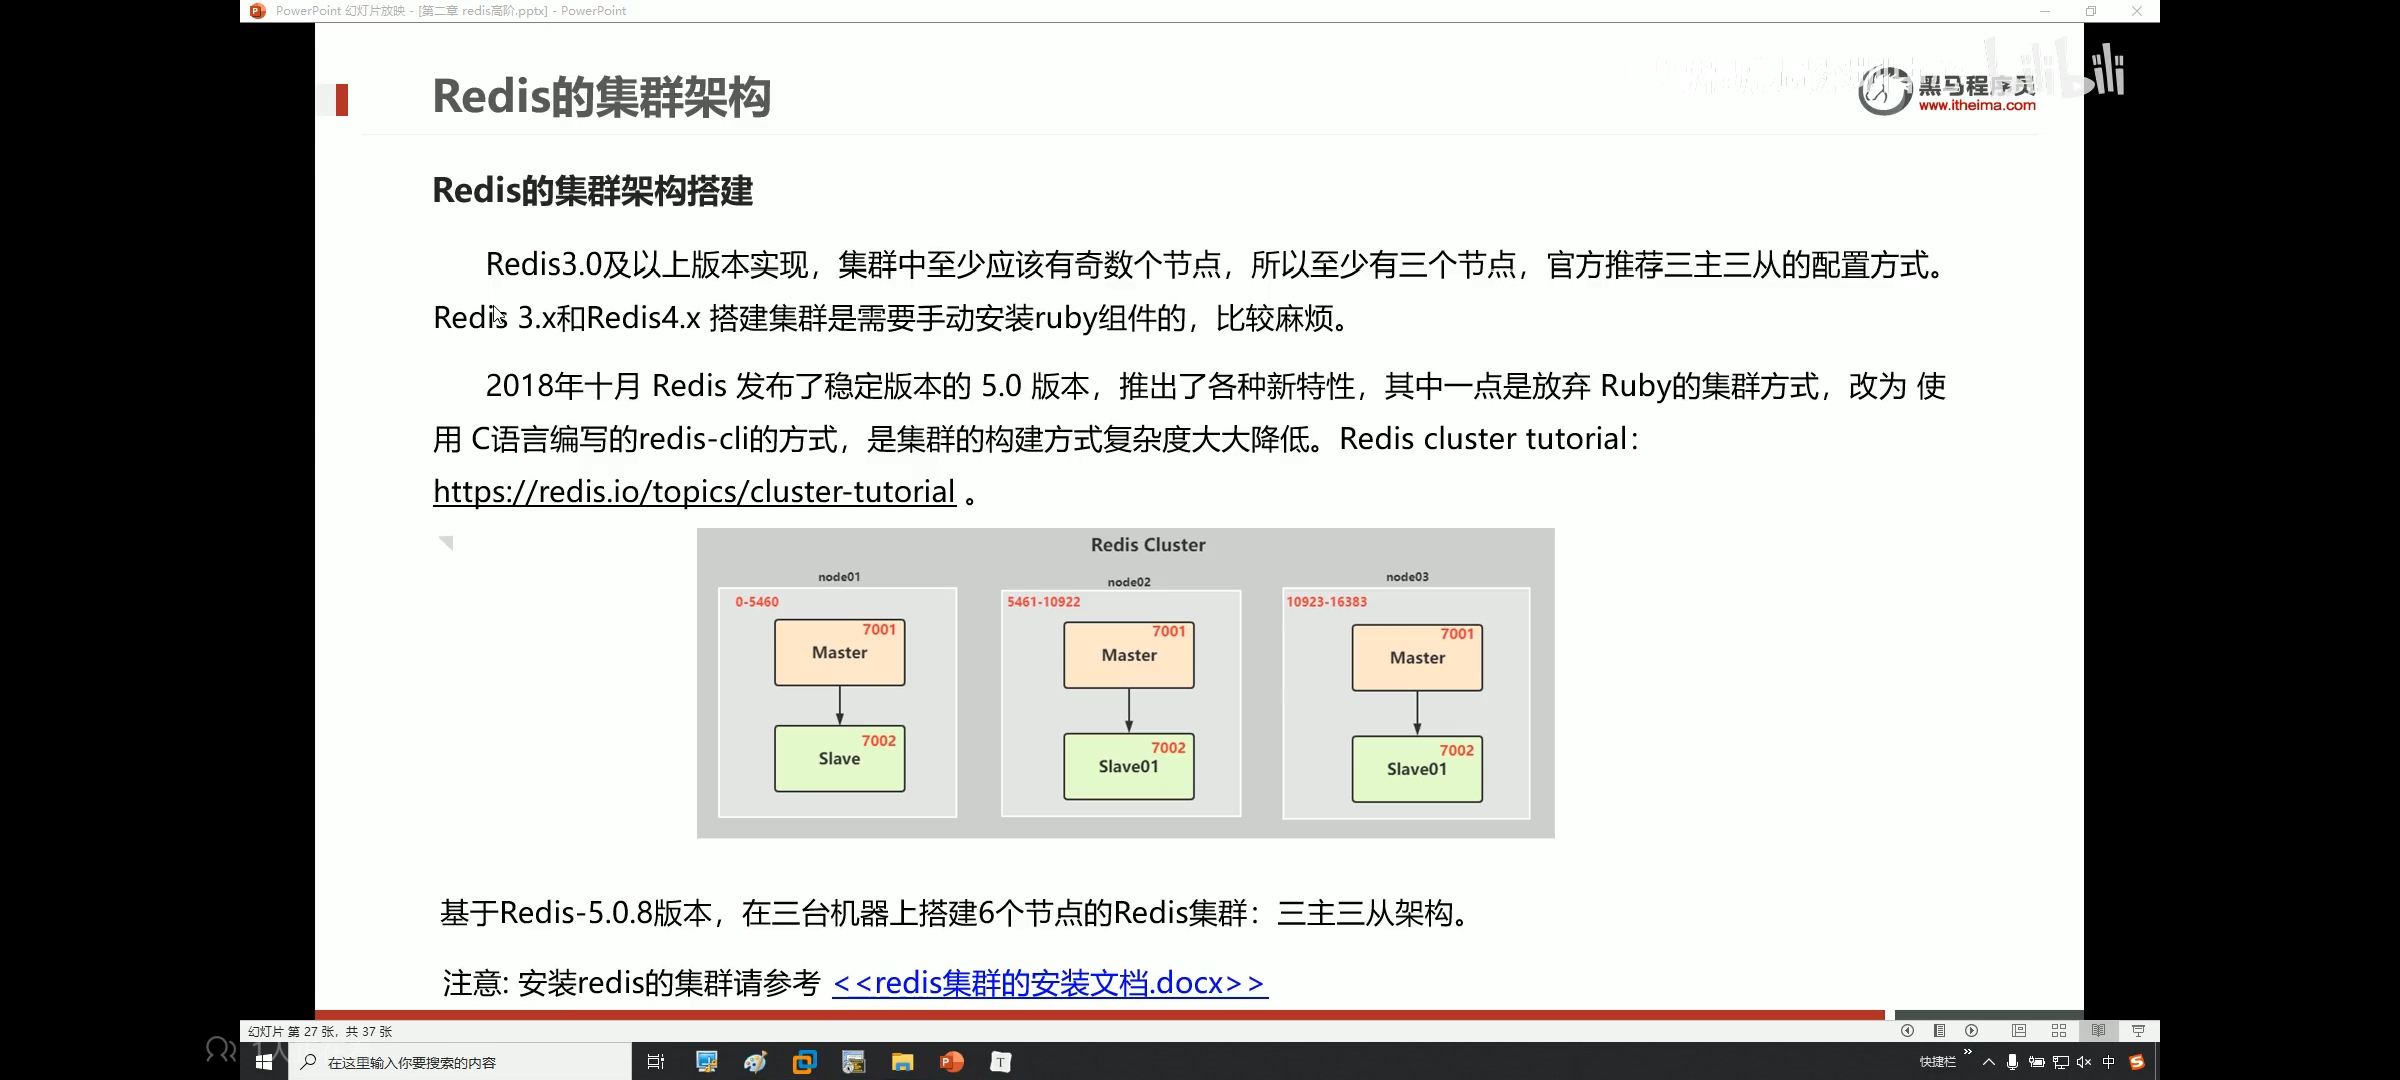 PowerPoint 幻灯片放映 - [第二章 redis高阶.pptx] - PowerPoint
Redis的集群架构
黑马程序员
www.itheima.com
bilibili
Redis的集群架构搭建
Redis3.0及以上版本实现，集群中至少应该有奇数个节点，所以至少有三个节点，官方推荐三主三从的配置方式。
Redis 3.x和Redis4.x 搭建集群是需要手动安装ruby组件的，比较麻烦。
2018年十月 Redis 发布了稳定版本的 5.0 版本，推出了各种新特性，其中一点是放弃 Ruby的集群方式，改为 使
用 C语言编写的redis-cli的方式，是集群的构建方式复杂度大大降低。Redis cluster tutorial：
https://redis.io/topics/cluster-tutorial 。
Redis Cluster
node01
node02
node03
0-5460
5461-10922
10923-16383
7001
Master
7001
Master
7001
Master
7002
Slave
7002
Slave01
7002
Slave01
基于Redis-5.0.8版本，在三台机器上搭建6个节点的Redis集群：三主三从架构。
注意: 安装redis的集群请参考 <<redis集群的安装文档.docx>>
幻灯片 第 27 张，共 37 张
在这里输入你要搜索的内容
快捷栏
中